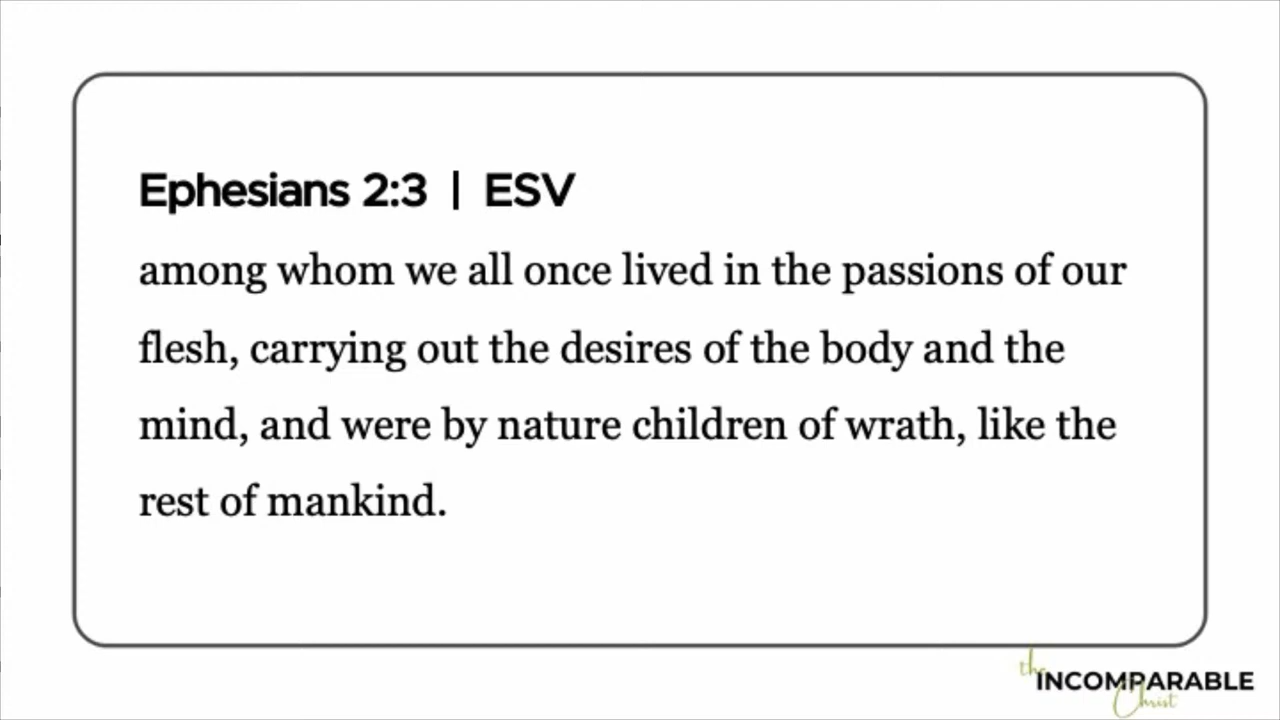 Ephesians 2:3 | ESV
among whom we all once lived in the passions of our
flesh, carrying out the desires of the body and the
mind, and were by nature children of wrath, like the
rest of mankind.
the
INCOMPARABLE
Christ